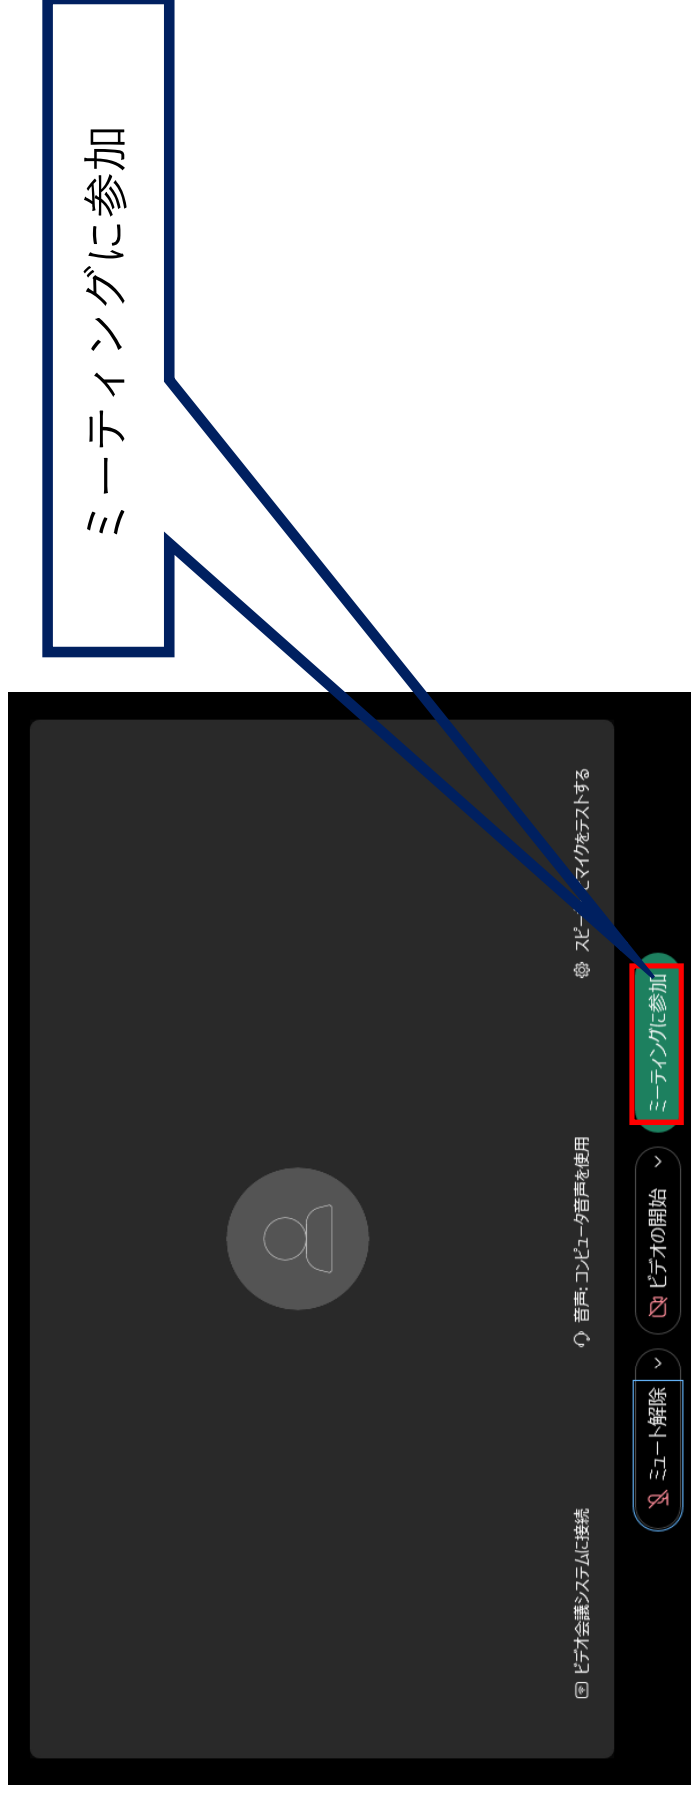 ミーティングに参加
ビデオ会議システムに接続
音声: コンピュータ音声を使用
マイクをテストする
ミュート解除
ビデオの開始
ミーティングに参加